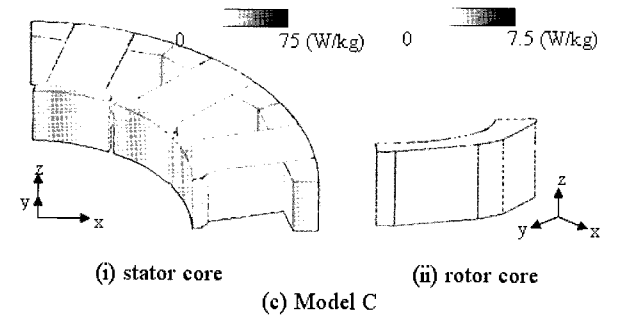 0 75 (W/kg) 0 7.5 (W/kg)
z
y
x
z
y
x
(i) stator core (ii) rotor core
(c) Model C